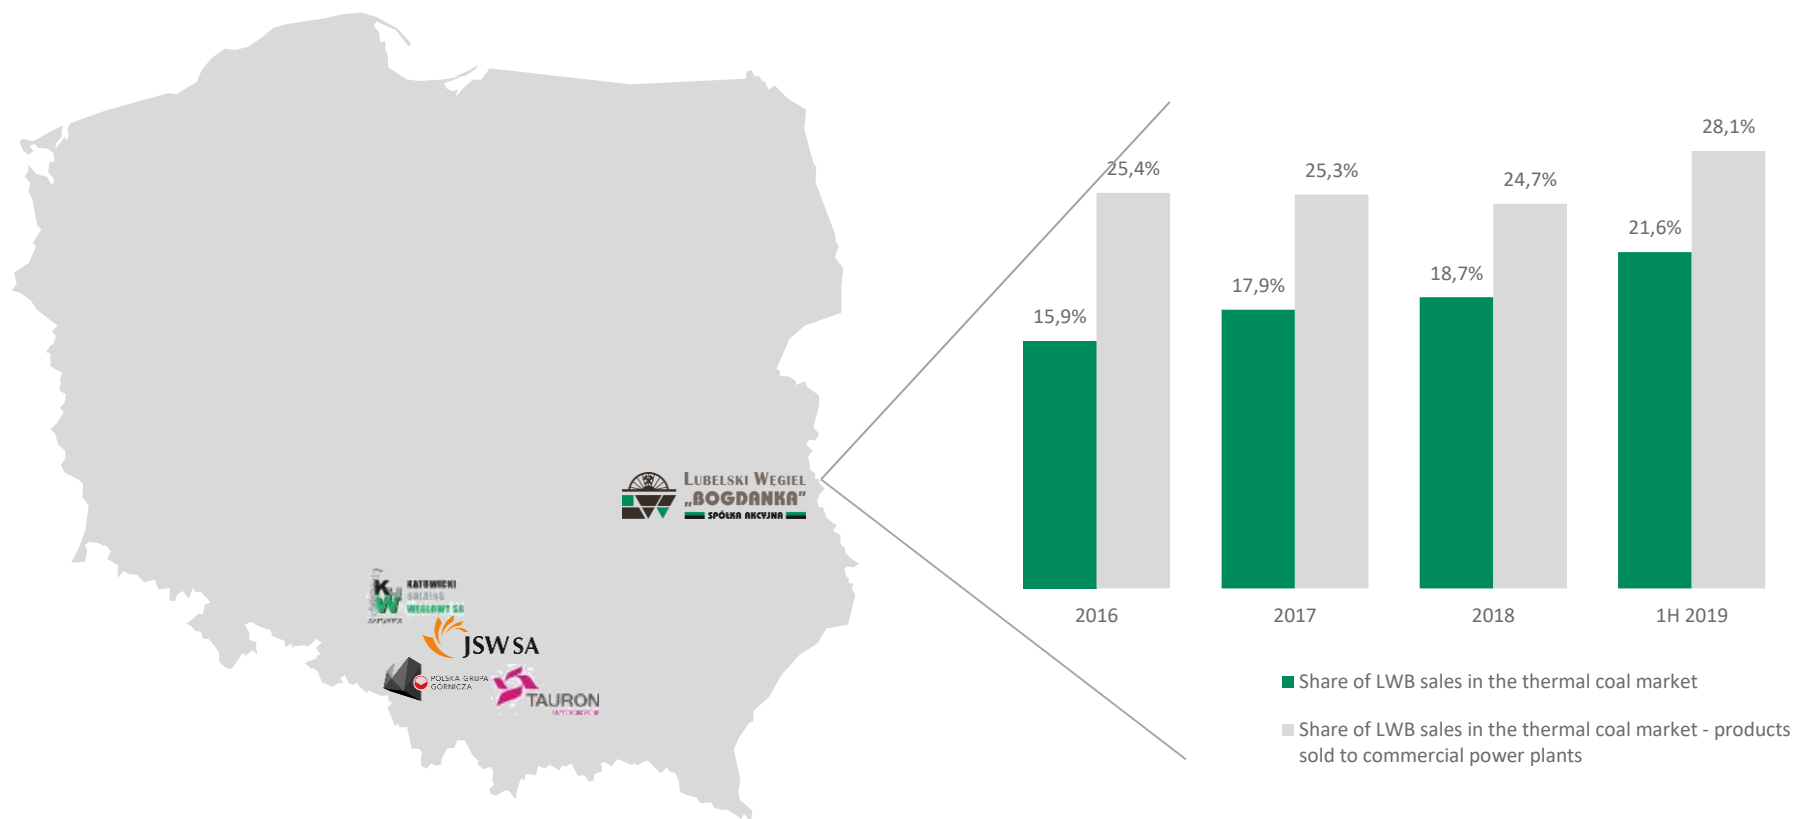 28,1%
25,4%
25,3%
24,7%
21,6%
18,7%
17,9%
15,9%
LUBELSKI WĘGIEL
„BOGDANKA”
SPÓŁKA AKCYJNA
KATOWICKI
WĘGLOWY SA
KW
JSW SA
POLSKA GRUPA
GÓRNICZA
TAURON
2016
2017
2018
1H 2019
Share of LWB sales in the thermal coal market
Share of LWB sales in the thermal coal market - products
sold to commercial power plants